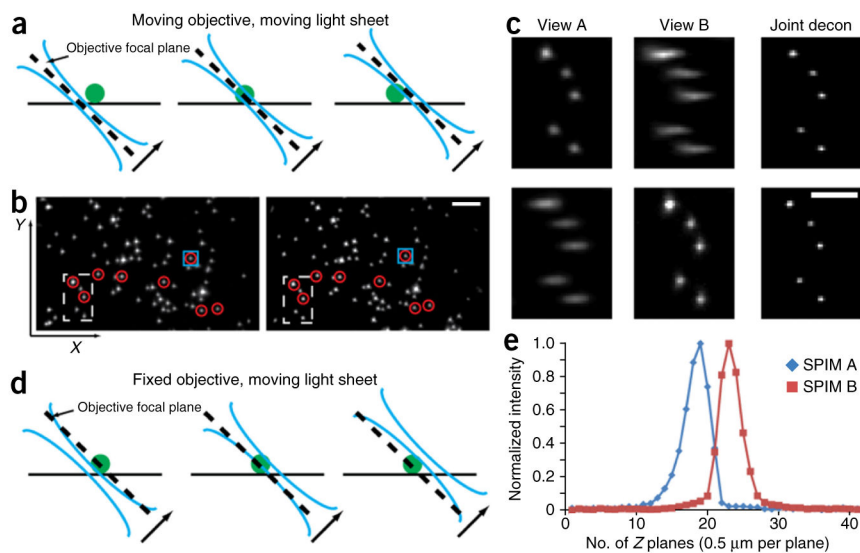 a
Moving objective, moving light sheet
Objective focal plane
b
Y
X
c
View A
View B
Joint decon
d
Fixed objective, moving light sheet
Objective focal plane
e
Normalized intensity
1.0
0.8
0.6
0.4
0.2
0
SPIM A
SPIM B
0
10
20
30
40
No. of Z planes (0.5 μm per plane)